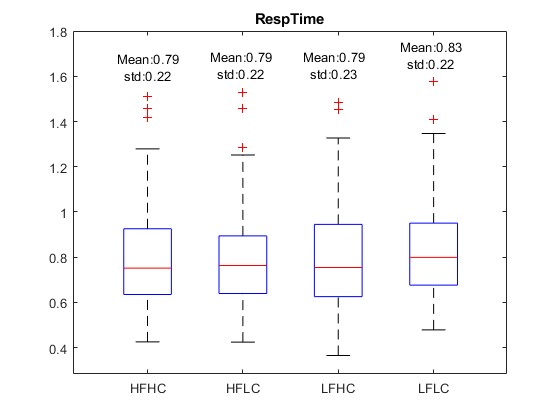 RespTime
1.8
1.6
1.4
1.2
1
0.8
0.6
0.4
Mean:0.79
std:0.22
Mean:0.79
std:0.22
Mean:0.79
std:0.23
Mean:0.83
std:0.22
HFHC
HFLC
LFHC
LFLC